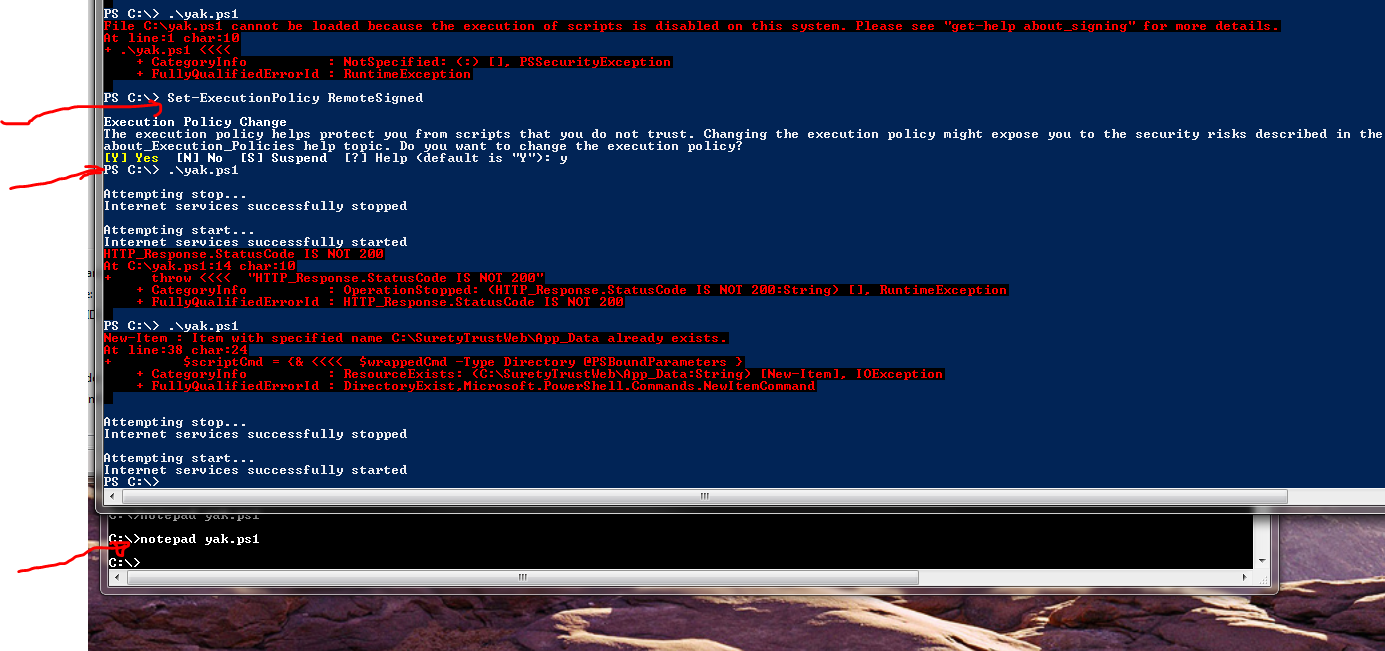 PS C:\> .\yak.ps1
File C:\yak.ps1 cannot be loaded because the execution of scripts is disabled on this system. Please see "get-help about_signing" for more details.
At line:1 char:10
+ .\yak.ps1 <<<<
+ CategoryInfo : NotSpecified: (:) [], PSSecurityException
+ FullyQualifiedErrorId : RuntimeException
PS C:\> Set-ExecutionPolicy RemoteSigned
Execution Policy Change
The execution policy helps protect you from scripts that you do not trust. Changing the execution policy might expose you to the security risks described in the
about_Execution_Policies help topic. Do you want to change the execution policy?
[Y] Yes [N] No [S] Suspend [?] Help (default is "Y"): y
PS C:\> .\yak.ps1
Attempting stop...
Internet services successfully stopped
Attempting start...
Internet services successfully started
HTTP_Response.StatusCode IS NOT 200
At C:\yak.ps1:14 char:10
+ throw <<<< "HTTP_Response.StatusCode IS NOT 200"
+ CategoryInfo : OperationStopped: (HTTP_Response.StatusCode IS NOT 200:String) [], RuntimeException
+ FullyQualifiedErrorId : HTTP_Response.StatusCode IS NOT 200
PS C:\> .\yak.ps1
New-Item : Item with specified name C:\SuretyTrustWeb\App_Data already exists.
At line:38 char:24
+ $scriptCmd = {& <<<< $wrappedCmd -Type Directory @PSBoundParameters }
+ CategoryInfo : ResourceExists: (C:\SuretyTrustWeb\App_Data:String) [New-Item], IOException
+ FullyQualifiedErrorId : DirectoryExist,Microsoft.PowerShell.Commands.NewItemCommand
Attempting stop...
Internet services successfully stopped
Attempting start...
Internet services successfully started
PS C:\>
C:\>notepad yak.ps1
C:\>notepad yak.ps1
C:\>